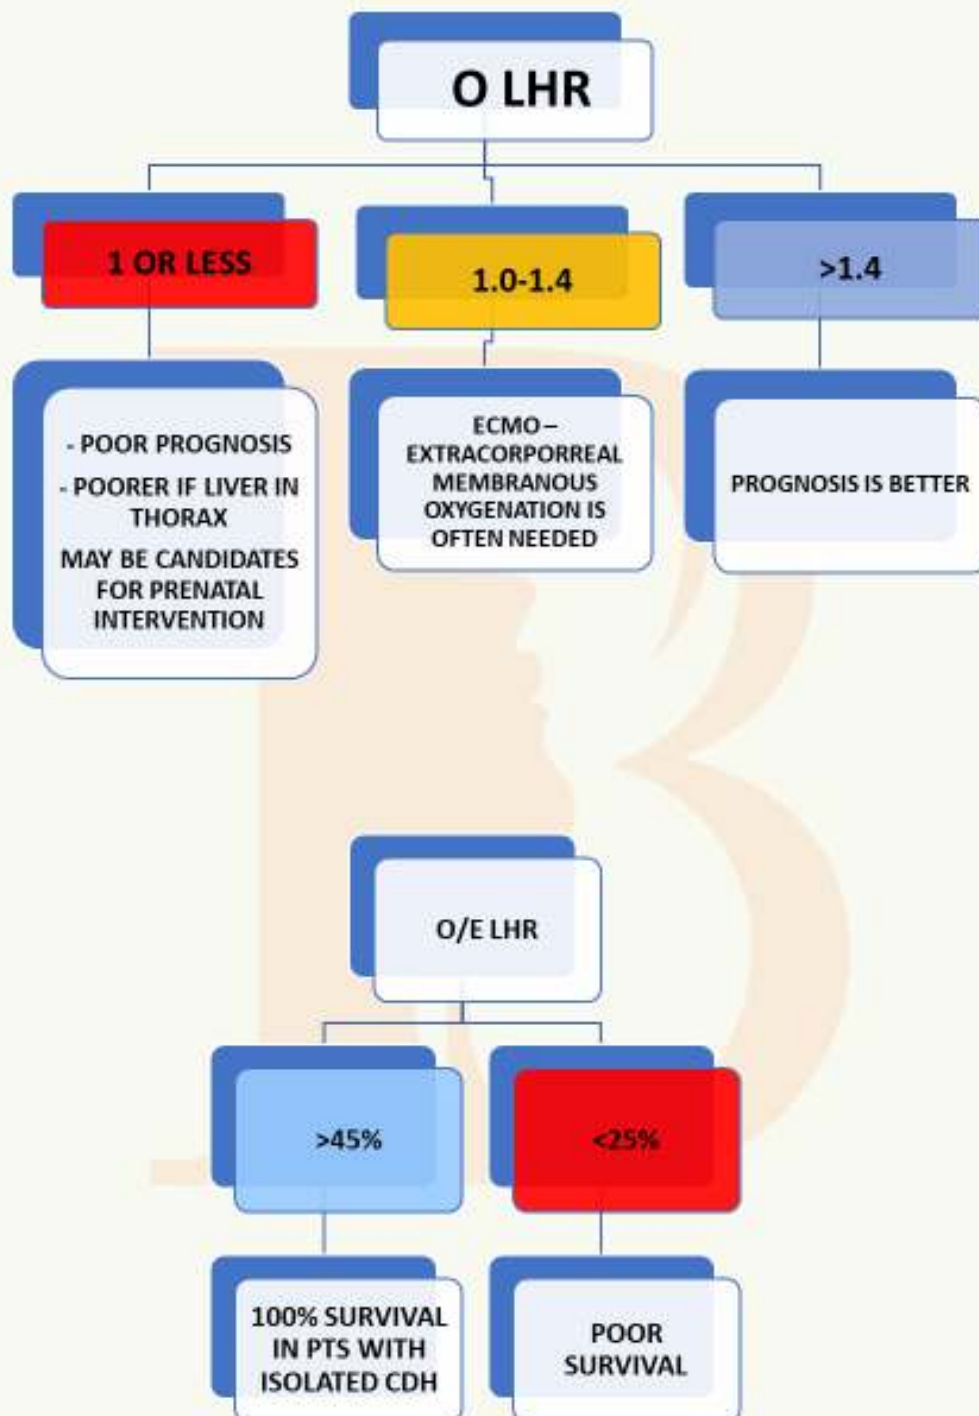 O LHR
1 OR LESS
1.0-1.4
>1.4
- POOR PROGNOSIS
- POORER IF LIVER IN
THORAX
MAY BE CANDIDATES
FOR PRENATAL
INTERVENTION
ECMO –
EXTRACORPORREAL
MEMBRANOUS
OXYGENATION IS
OFTEN NEEDED
PROGNOSIS IS BETTER
O/E LHR
>45%
<25%
100% SURVIVAL
IN PTS WITH
ISOLATED CDH
POOR
SURVIVAL